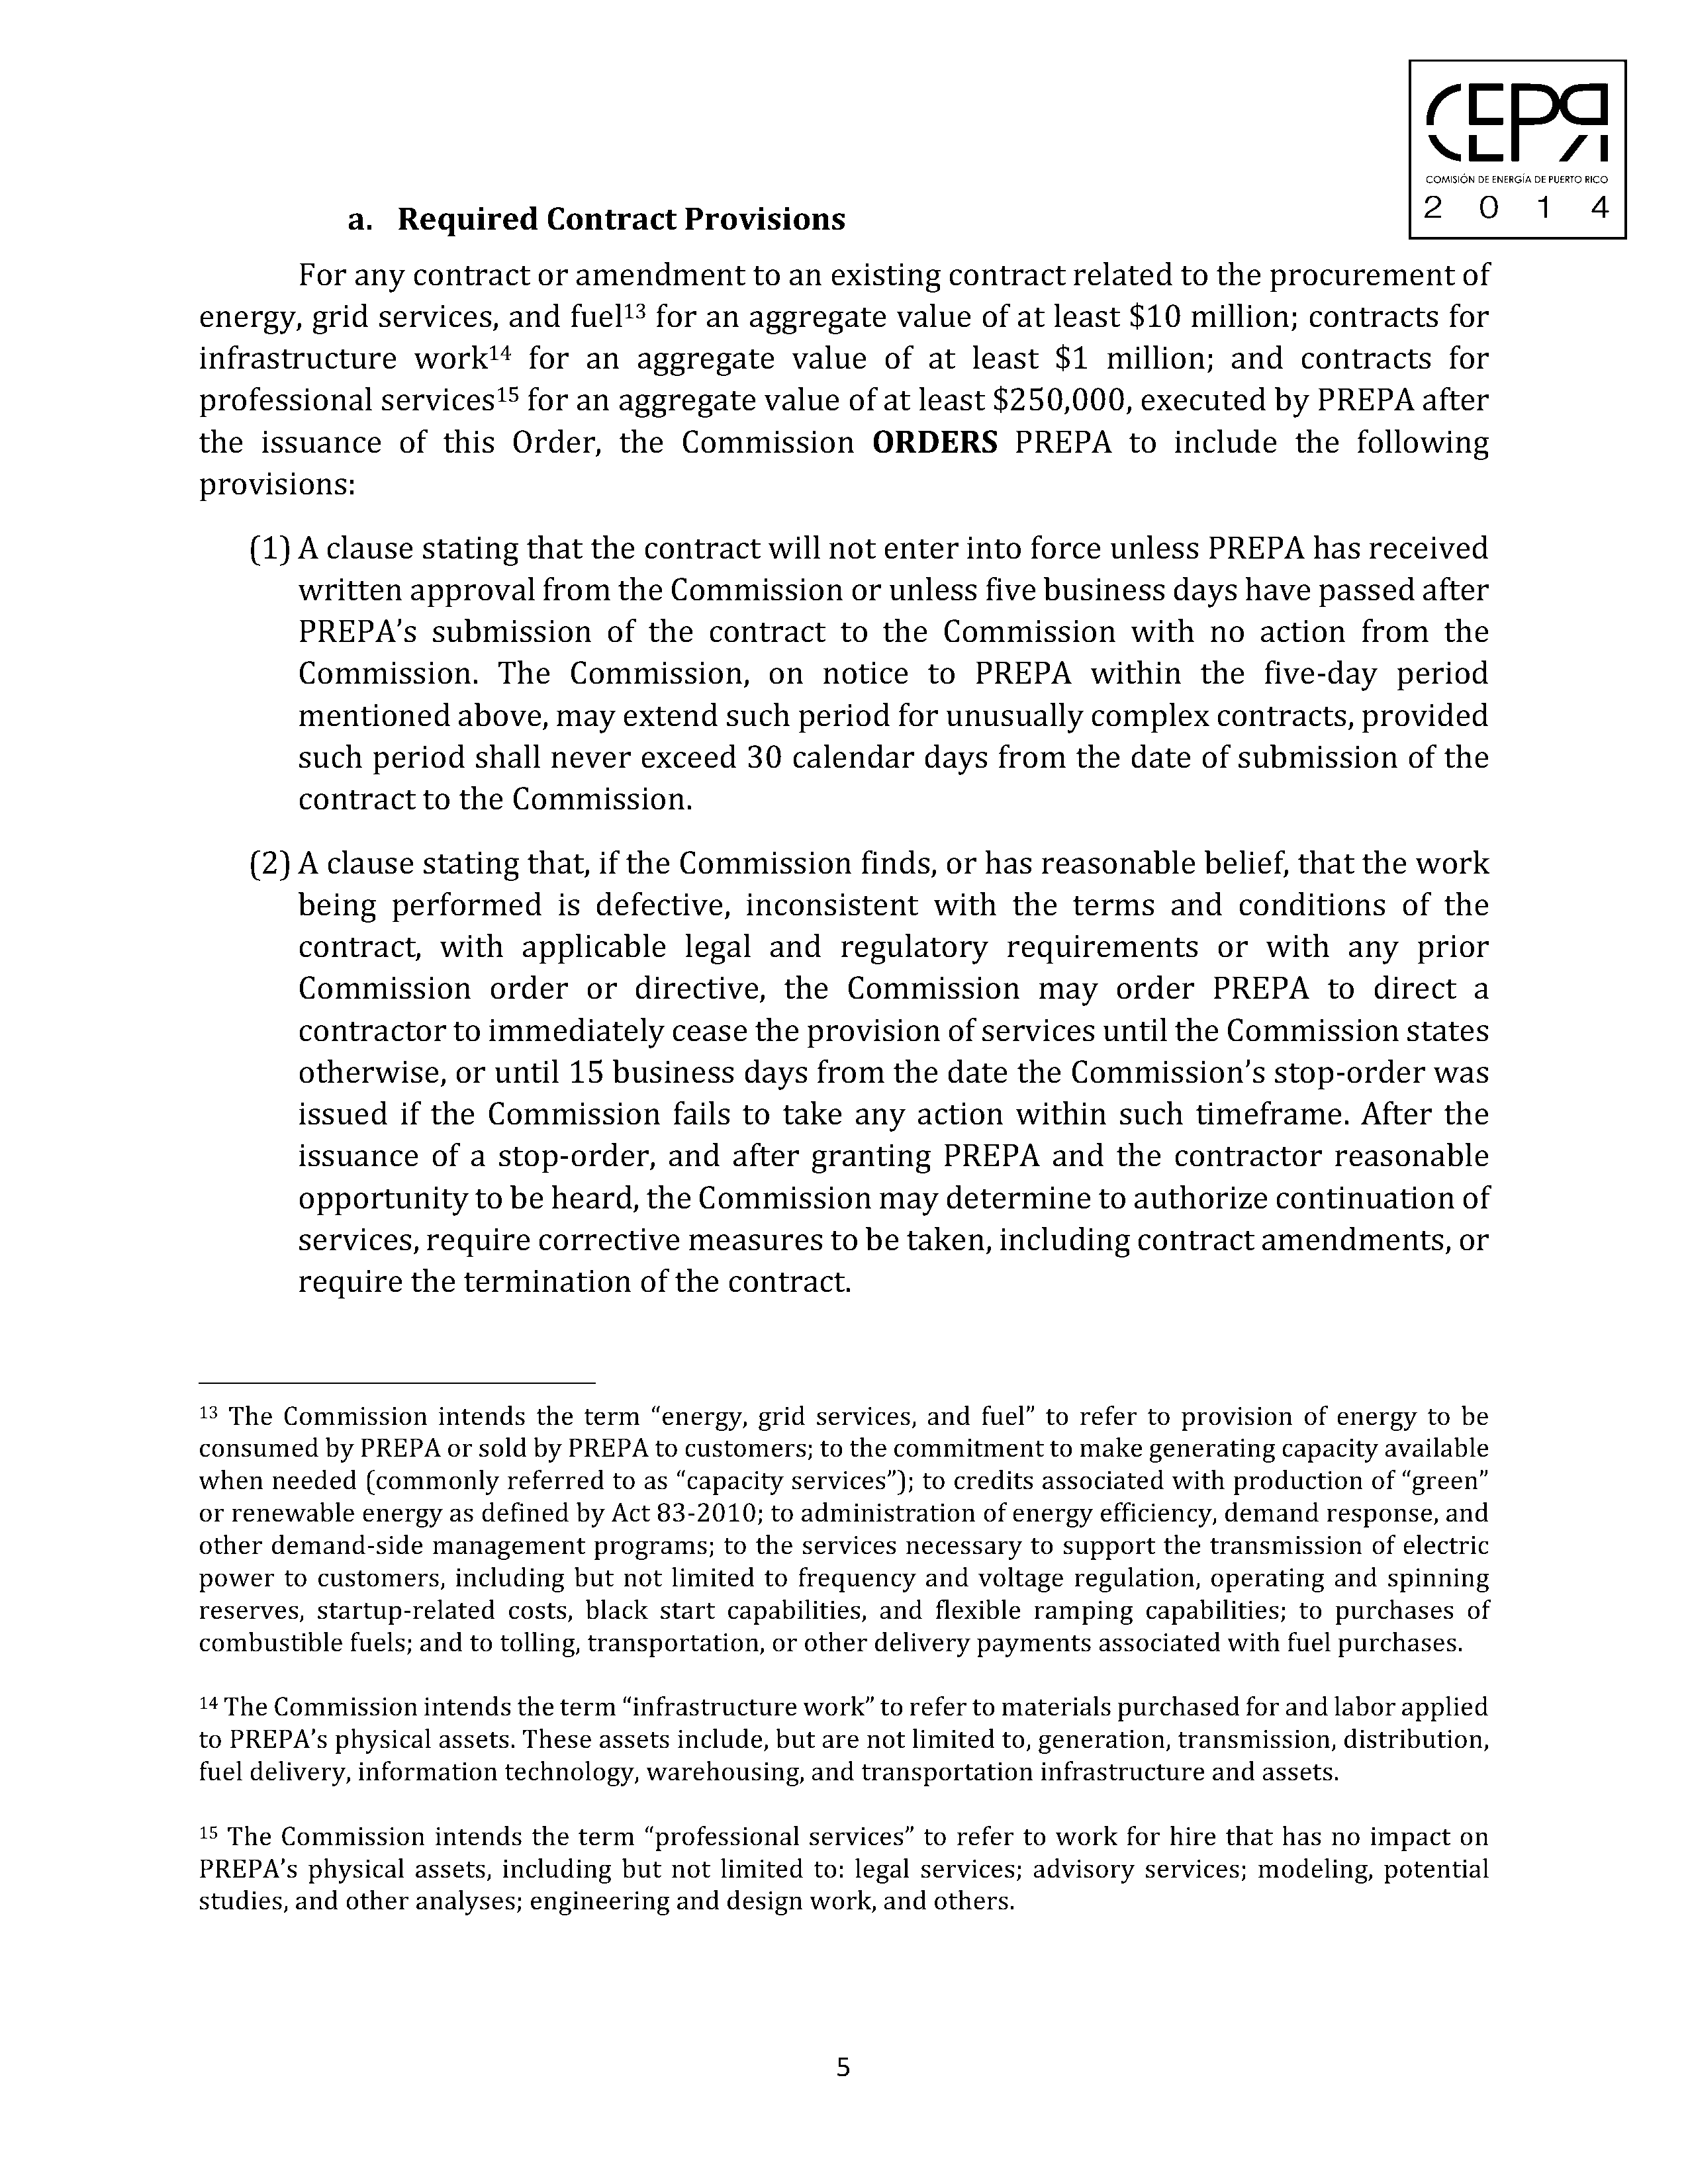 CEPR
COMISIÓN DE ENERGÍA DE PUERTO RICO
2 0 1 4
a. Required Contract Provisions
For any contract or amendment to an existing contract related to the procurement of
energy, grid services, and fuel13 for an aggregate value of at least $10 million; contracts for
infrastructure work14 for an aggregate value of at least $1 million; and contracts for
professional services15 for an aggregate value of at least $250,000, executed by PREPA after
the issuance of this Order, the Commission ORDERS PREPA to include the following
provisions:
(1) A clause stating that the contract will not enter into force unless PREPA has received
written approval from the Commission or unless five business days have passed after
PREPA’s submission of the contract to the Commission with no action from the
Commission. The Commission, on notice to PREPA within the five-day period
mentioned above, may extend such period for unusually complex contracts, provided
such period shall never exceed 30 calendar days from the date of submission of the
contract to the Commission.
(2) A clause stating that, if the Commission finds, or has reasonable belief, that the work
being performed is defective, inconsistent with the terms and conditions of the
contract, with applicable legal and regulatory requirements or with any prior
Commission order or directive, the Commission may order PREPA to direct a
contractor to immediately cease the provision of services until the Commission states
otherwise, or until 15 business days from the date the Commission’s stop-order was
issued if the Commission fails to take any action within such timeframe. After the
issuance of a stop-order, and after granting PREPA and the contractor reasonable
opportunity to be heard, the Commission may determine to authorize continuation of
services, require corrective measures to be taken, including contract amendments, or
require the termination of the contract.
13 The Commission intends the term “energy, grid services, and fuel” to refer to provision of energy to be
consumed by PREPA or sold by PREPA to customers; to the commitment to make generating capacity available
when needed (commonly referred to as “capacity services”); to credits associated with production of “green”
or renewable energy as defined by Act 83-2010; to administration of energy efficiency, demand response, and
other demand-side management programs; to the services necessary to support the transmission of electric
power to customers, including but not limited to frequency and voltage regulation, operating and spinning
reserves, startup-related costs, black start capabilities, and flexible ramping capabilities; to purchases of
combustible fuels; and to tolling, transportation, or other delivery payments associated with fuel purchases.
14 The Commission intends the term “infrastructure work” to refer to materials purchased for and labor applied
to PREPA’s physical assets. These assets include, but are not limited to, generation, transmission, distribution,
fuel delivery, information technology, warehousing, and transportation infrastructure and assets.
15 The Commission intends the term “professional services” to refer to work for hire that has no impact on
PREPA’s physical assets, including but not limited to: legal services; advisory services; modeling, potential
studies, and other analyses; engineering and design work, and others.
5